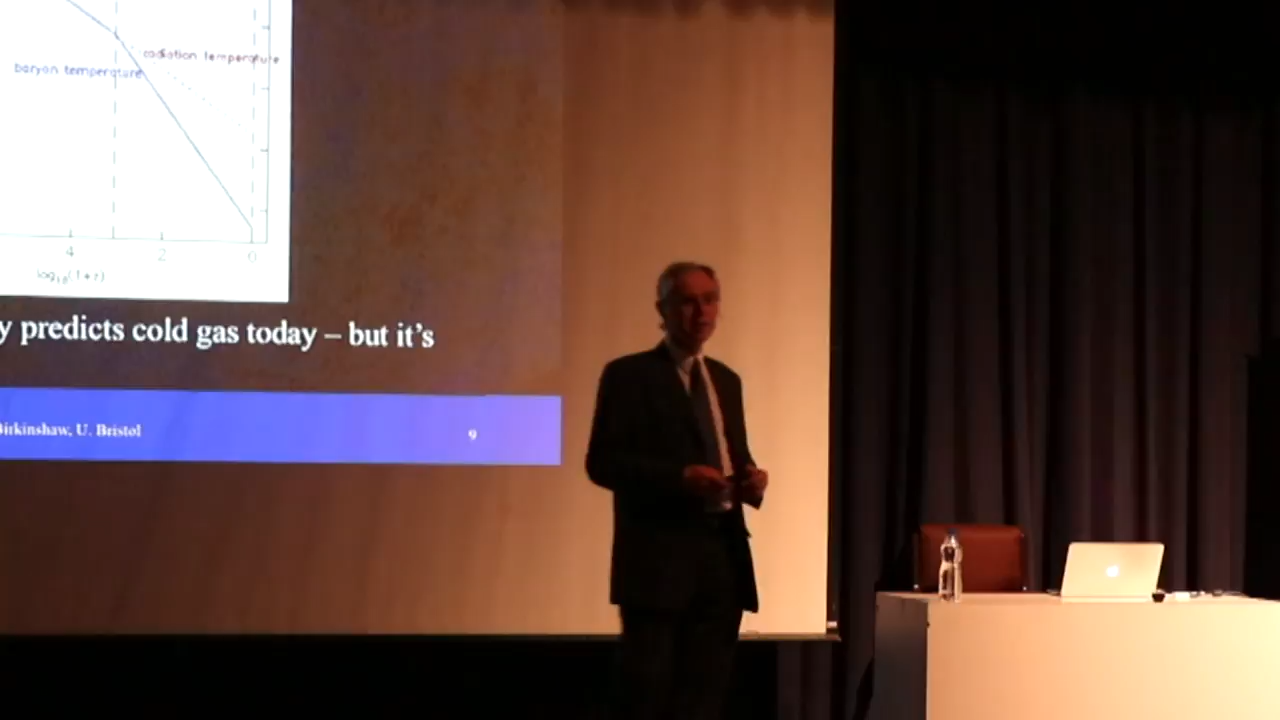 radiation temperature
baryon temperature
4 2 0
log10(1+z)
y predicts cold gas today – but it's
Birkinshaw, U. Bristol 9